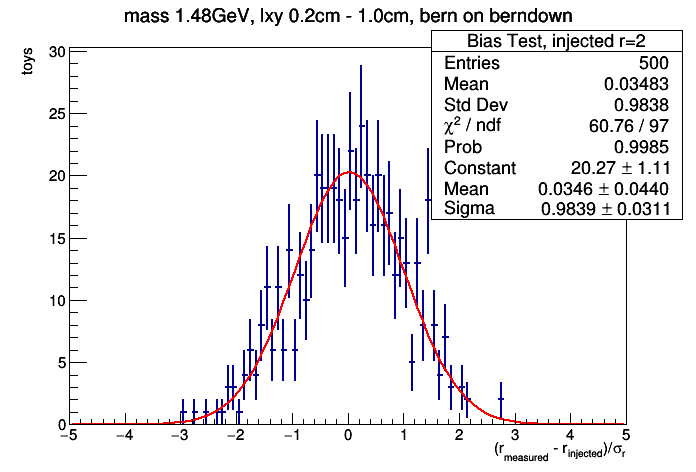 mass 1.48GeV, lxy 0.2cm - 1.0cm, bern on berndown
Bias Test, injected r=2
Entries 500
Mean 0.03483
Std Dev 0.9838
χ² / ndf 60.76 / 97
Prob 0.9985
Constant 20.27 ± 1.11
Mean 0.0346 ± 0.0440
Sigma 0.9839 ± 0.0311
toys
30
25
20
15
10
5
0
−5 −4 −3 −2 −1 0 1 2 3 4 5
(r_measured - r_injected)/σ_r